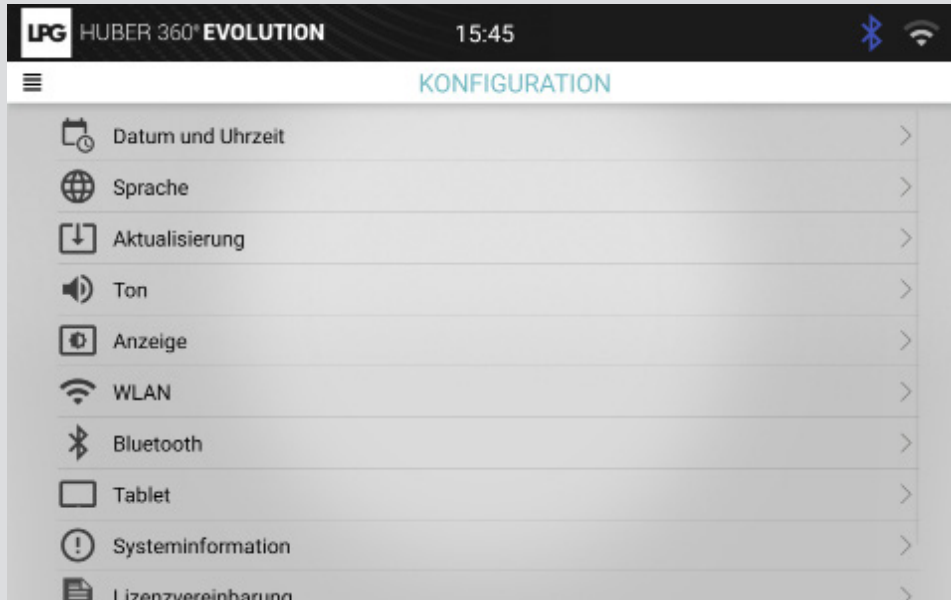 LPG HUBER 360° EVOLUTION 15:45
KONFIGURATION
Datum und Uhrzeit
Sprache
Aktualisierung
Ton
Anzeige
WLAN
Bluetooth
Tablet
Systeminformation
Lizenzvereinbarung